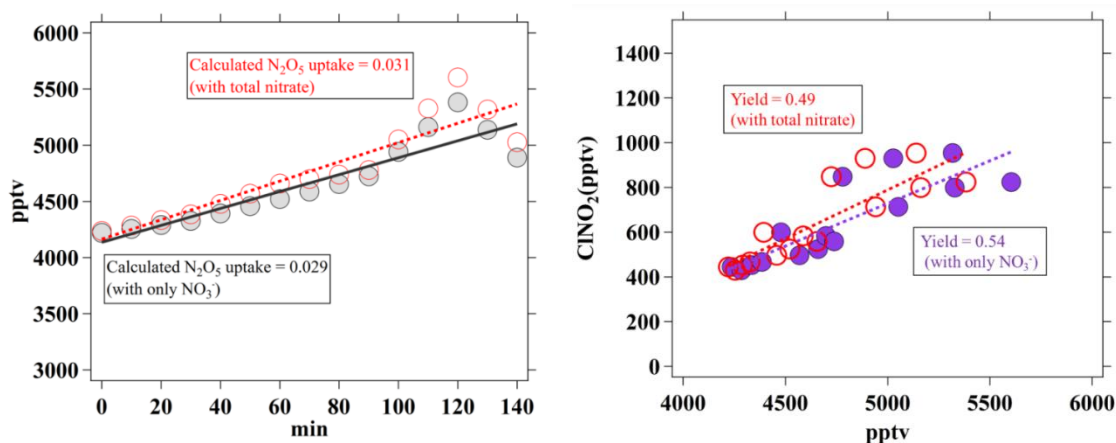 6000
5500
5000
4500
4000
3500
3000
pptv
Calculated N₂O₅ uptake = 0.031
(with total nitrate)
Calculated N₂O₅ uptake = 0.029
(with only NO₃⁻)
0 20 40 60 80 100 120 140
min
1400
1200
1000
800
600
400
200
0
ClNO₂(pptv)
Yield = 0.49
(with total nitrate)
Yield = 0.54
(with only NO₃⁻)
4000 4500 5000 5500 6000
pptv